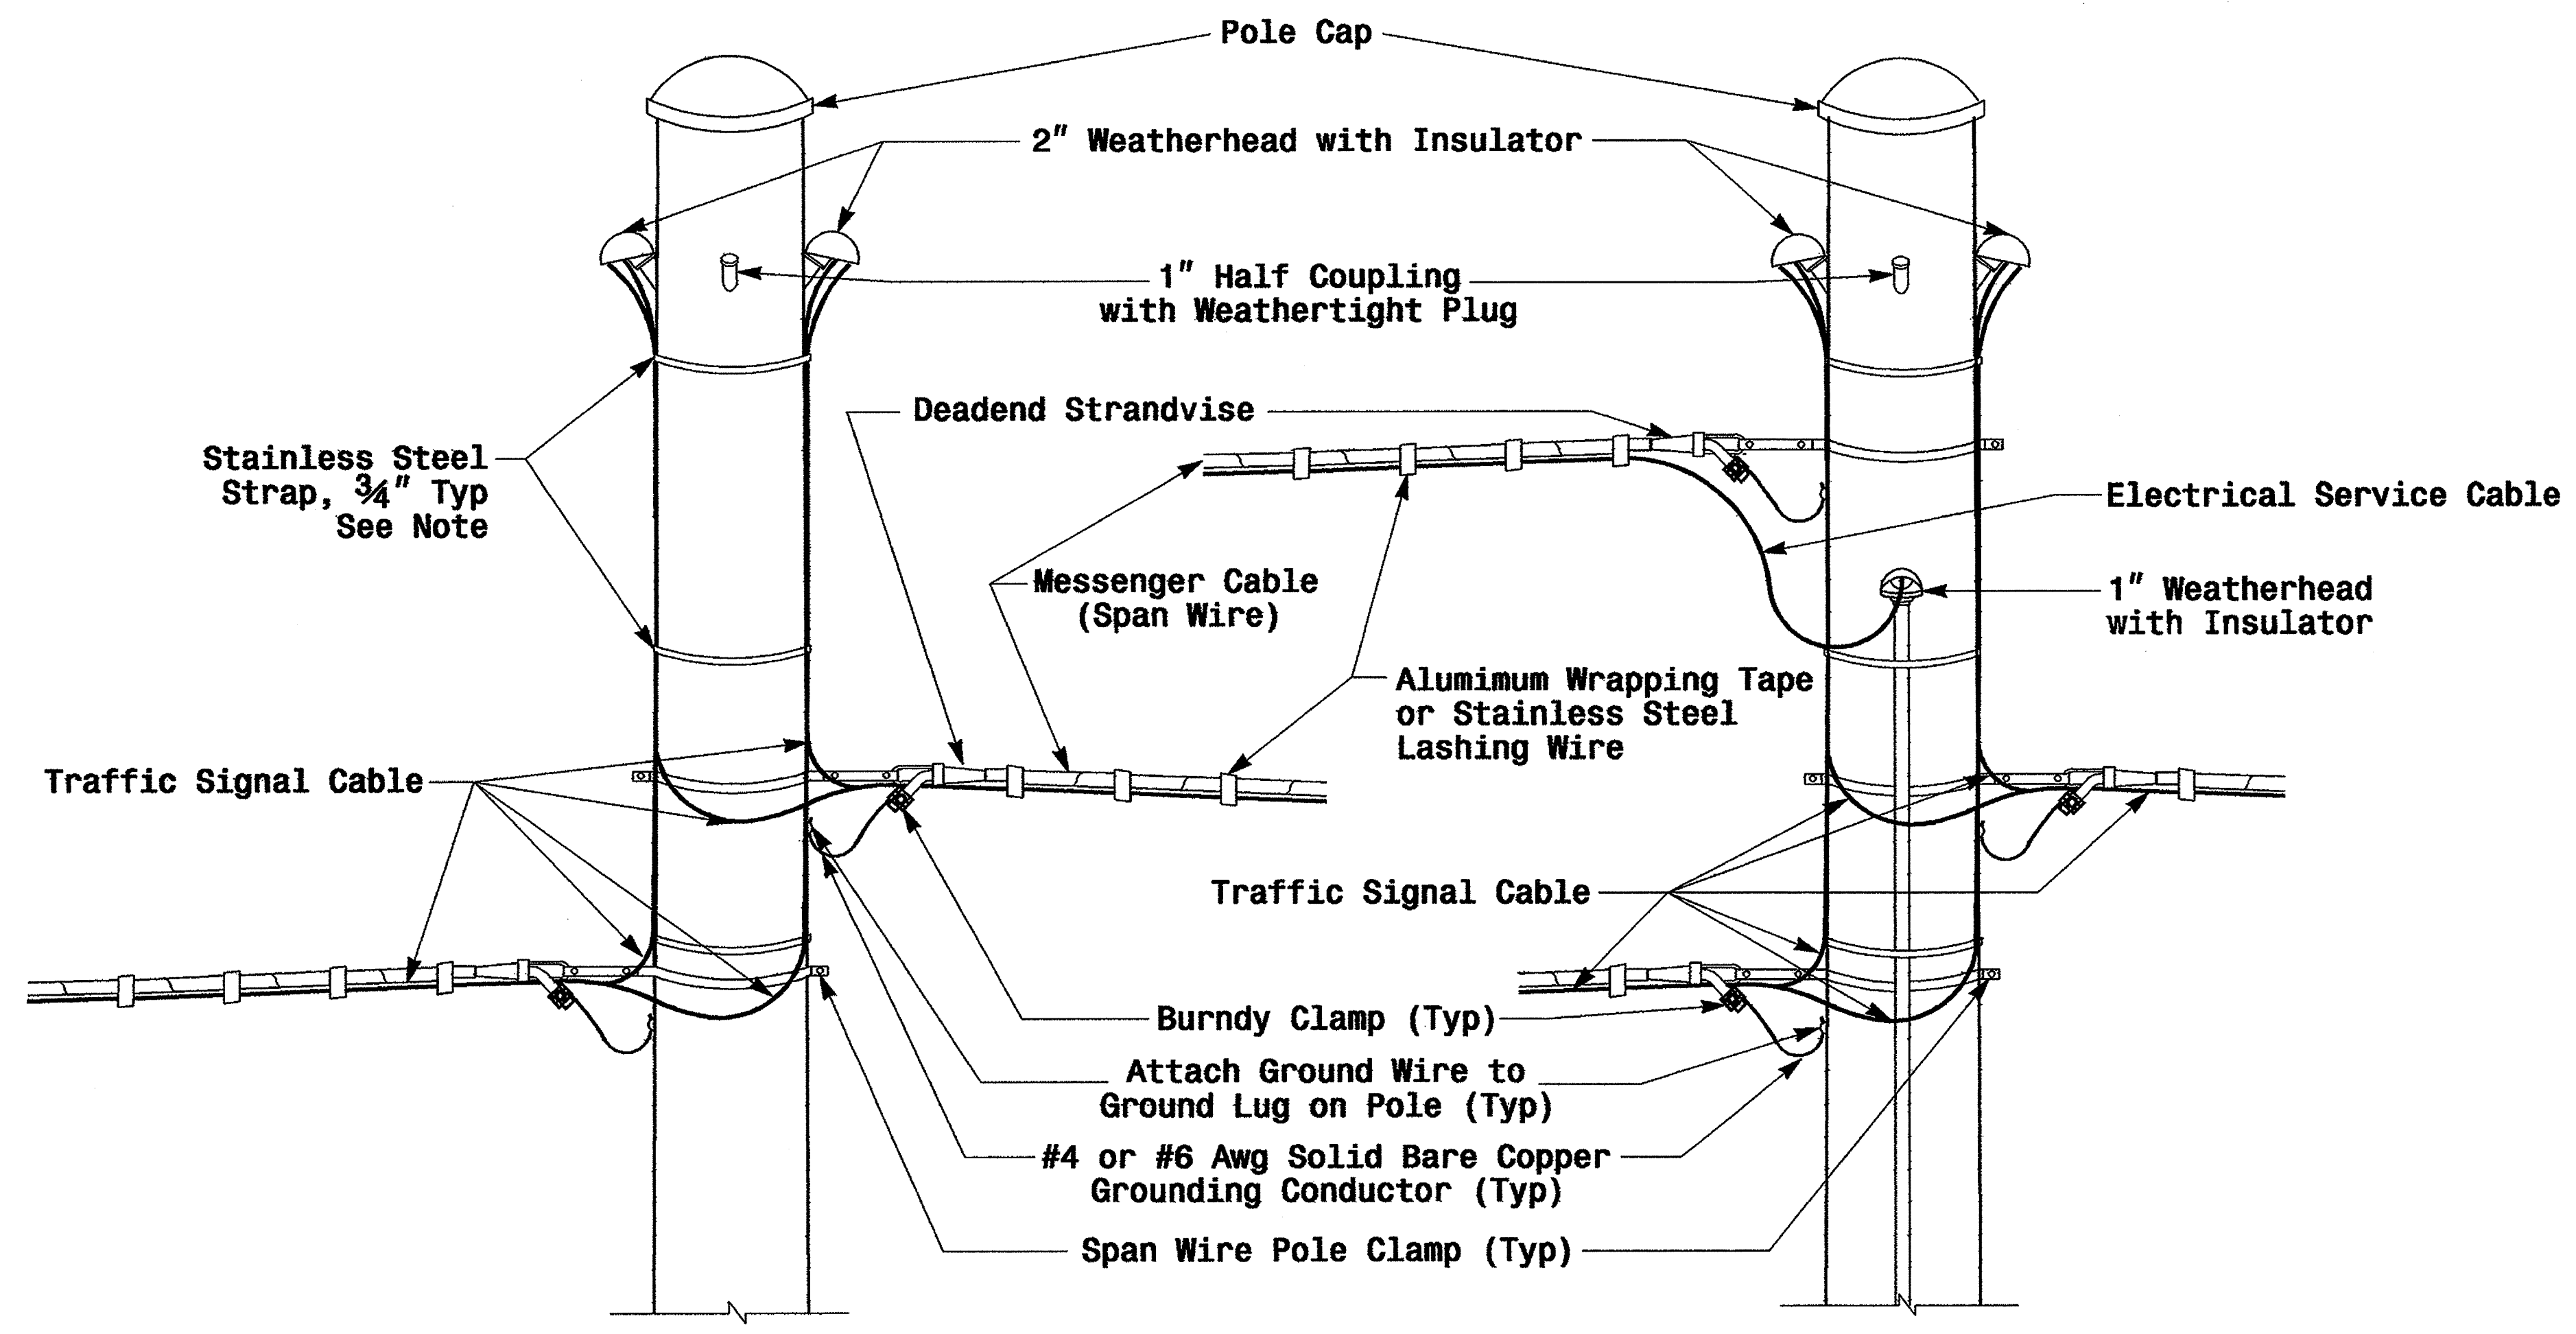 Pole Cap
2" Weatherhead with Insulator
1" Half Coupling
with Weathertight Plug
Deadend Strandvise
Stainless Steel
Strap, ¾" Typ
See Note
Electrical Service Cable
Messenger Cable
(Span Wire)
1" Weatherhead
with Insulator
Alumimum Wrapping Tape
or Stainless Steel
Lashing Wire
Traffic Signal Cable
Traffic Signal Cable
Burndy Clamp (Typ)
Attach Ground Wire to
Ground Lug on Pole (Typ)
#4 or #6 Awg Solid Bare Copper
Grounding Conductor (Typ)
Span Wire Pole Clamp (Typ)